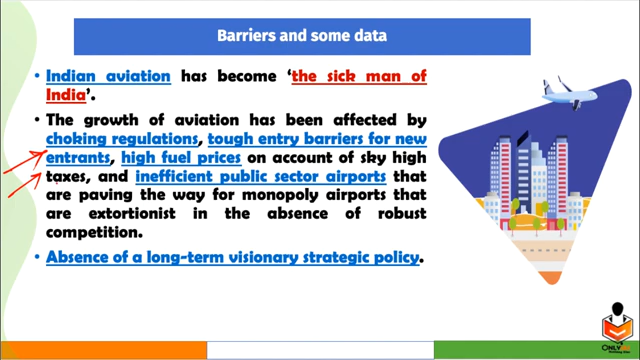 Barriers and some data
• Indian aviation has become ‘the sick man of
India’.
• The growth of aviation has been affected by
choking regulations, tough entry barriers for new
entrants, high fuel prices on account of sky high
taxes, and inefficient public sector airports that
are paving the way for monopoly airports that
are extortionist in the absence of robust
competition.
• Absence of a long-term visionary strategic policy.